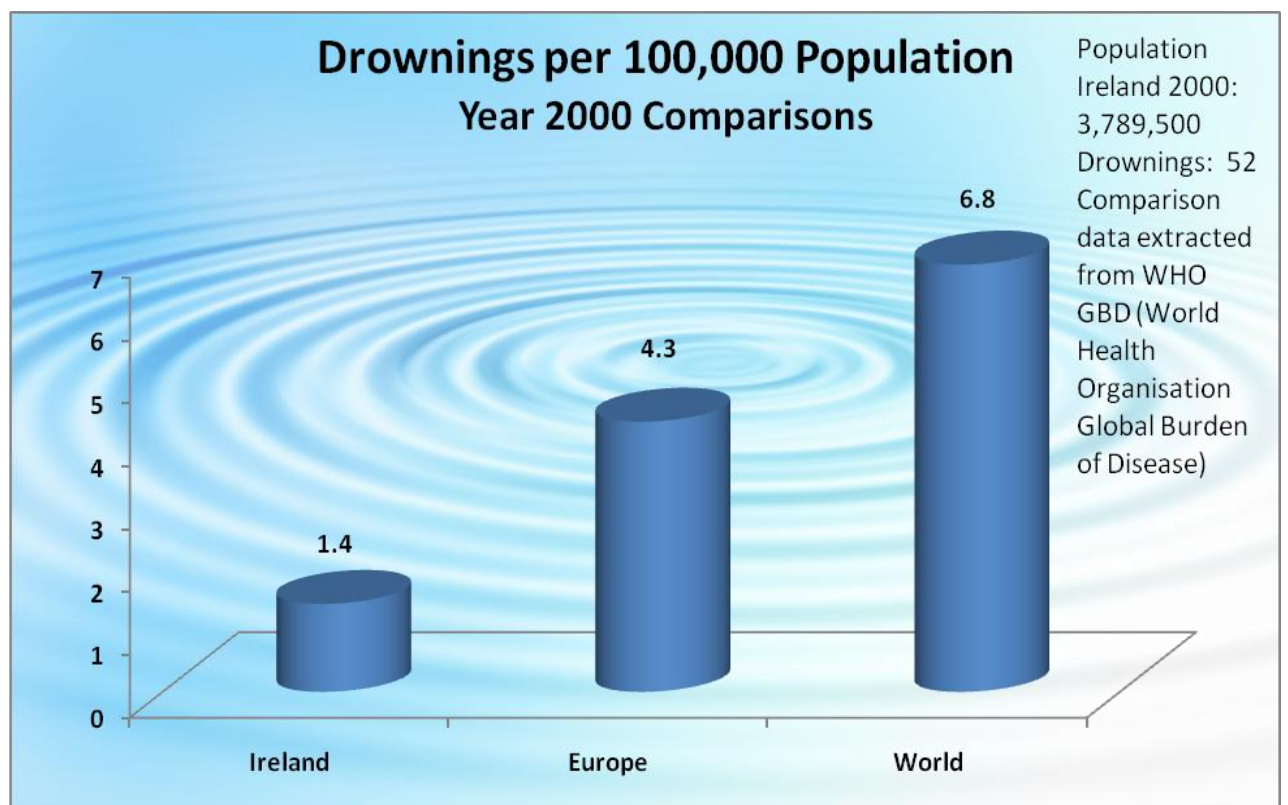 Drownings per 100,000 Population
Year 2000 Comparisons
Population
Ireland 2000:
3,789,500
Drownings:  52
Comparison
data extracted
from WHO
GBD (World
Health
Organisation
Global Burden
of Disease)
7
6
5
4
3
2
1
0
1.4
4.3
6.8
Ireland
Europe
World